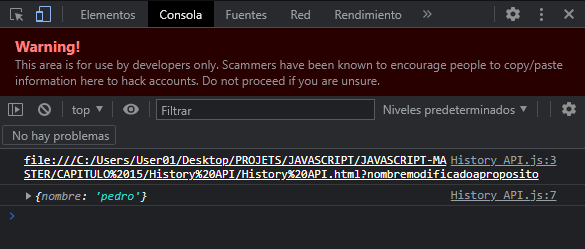 Elementos Consola Fuentes Red Rendimiento »
Warning!
This area is for use by developers only. Scammers have been known to encourage people to copy/paste
information here to hack accounts. Do not proceed if you are unsure.
top Filtrar Niveles predeterminados
No hay problemas
file:///C:/Users/User01/Desktop/PROJETS/JAVASCRIPT/JAVASCRIPT-MA History API.js:3
STER/CAPITULO%2015/History%20API/History%20API.html?nombremodificadoaproposito
{nombre: 'pedro'} History API.js:7